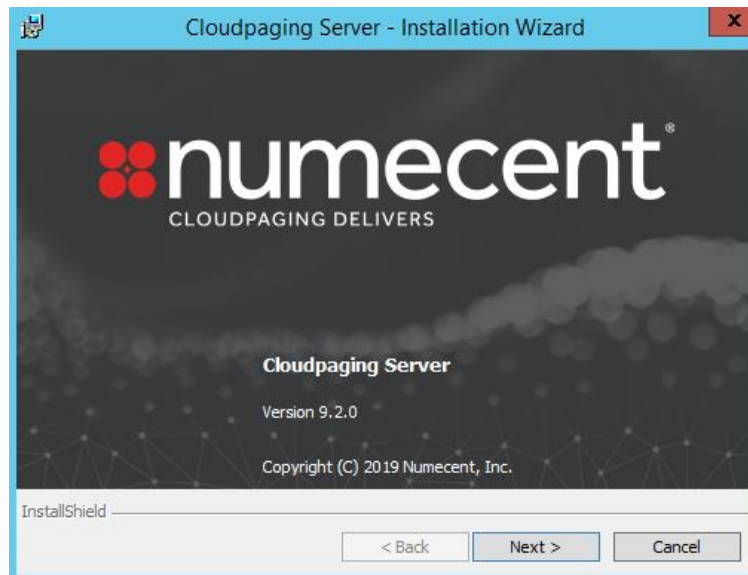 Cloudpaging Server - Installation Wizard
x
numecent®
CLOUDPAGING DELIVERS
Cloudpaging Server
Version 9.2.0
Copyright (C) 2019 Numecent, Inc.
InstallShield
< Back Next > Cancel